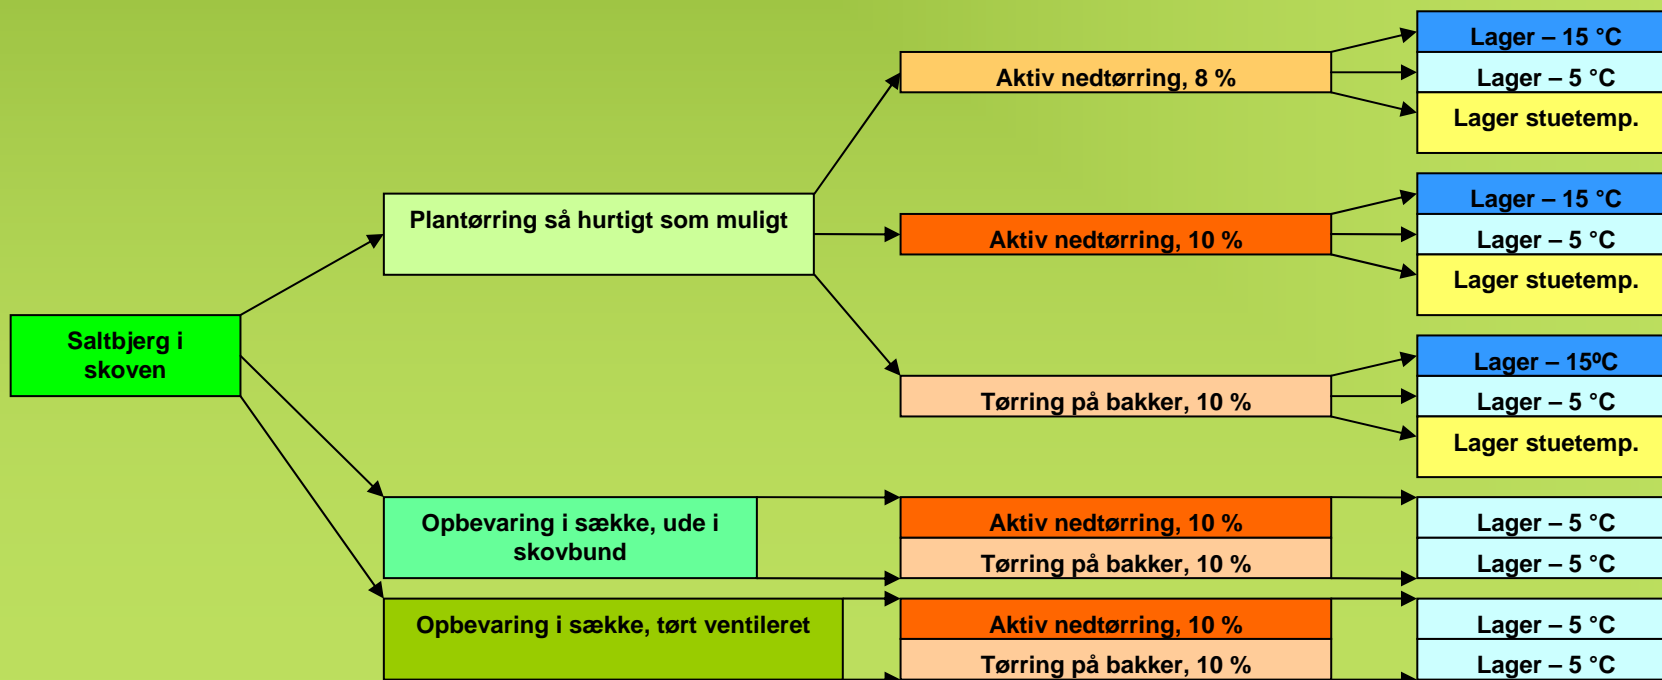 Lager – 15 °C
Aktiv nedtørring, 8 %
Lager – 5 °C
Lager stuetemp.
Plantørring så hurtigt som muligt
Lager – 15 °C
Aktiv nedtørring, 10 %
Lager – 5 °C
Lager stuetemp.
Saltbjerg i
skoven
Lager – 15ºC
Tørring på bakker, 10 %
Lager – 5 °C
Lager stuetemp.
Opbevaring i sække, ude i
skovbund
Aktiv nedtørring, 10 %
Lager – 5 °C
Tørring på bakker, 10 %
Lager – 5 °C
Opbevaring i sække, tørt ventileret
Aktiv nedtørring, 10 %
Lager – 5 °C
Tørring på bakker, 10 %
Lager – 5 °C